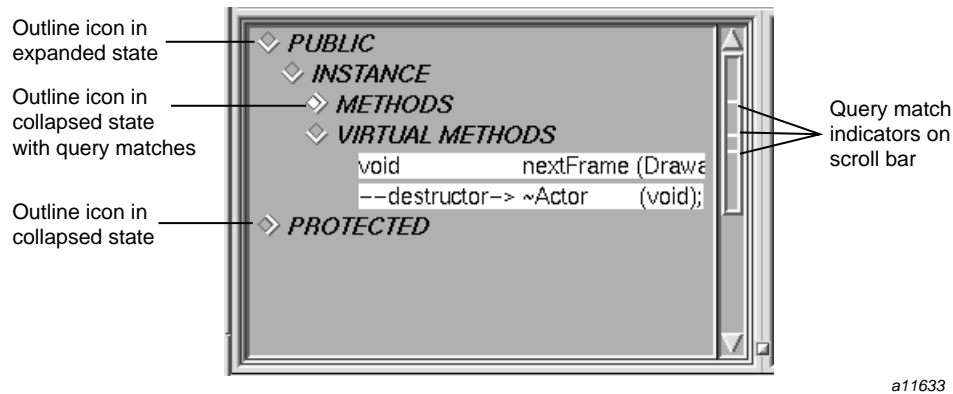 Outline icon in
expanded state
Outline icon in
collapsed state
with query matches
Outline icon in
collapsed state
PUBLIC
INSTANCE
METHODS
VIRTUAL METHODS
void nextFrame (Drawa
--destructor-> ~Actor (void);
PROTECTED
Query match
indicators on
scroll bar
a11633